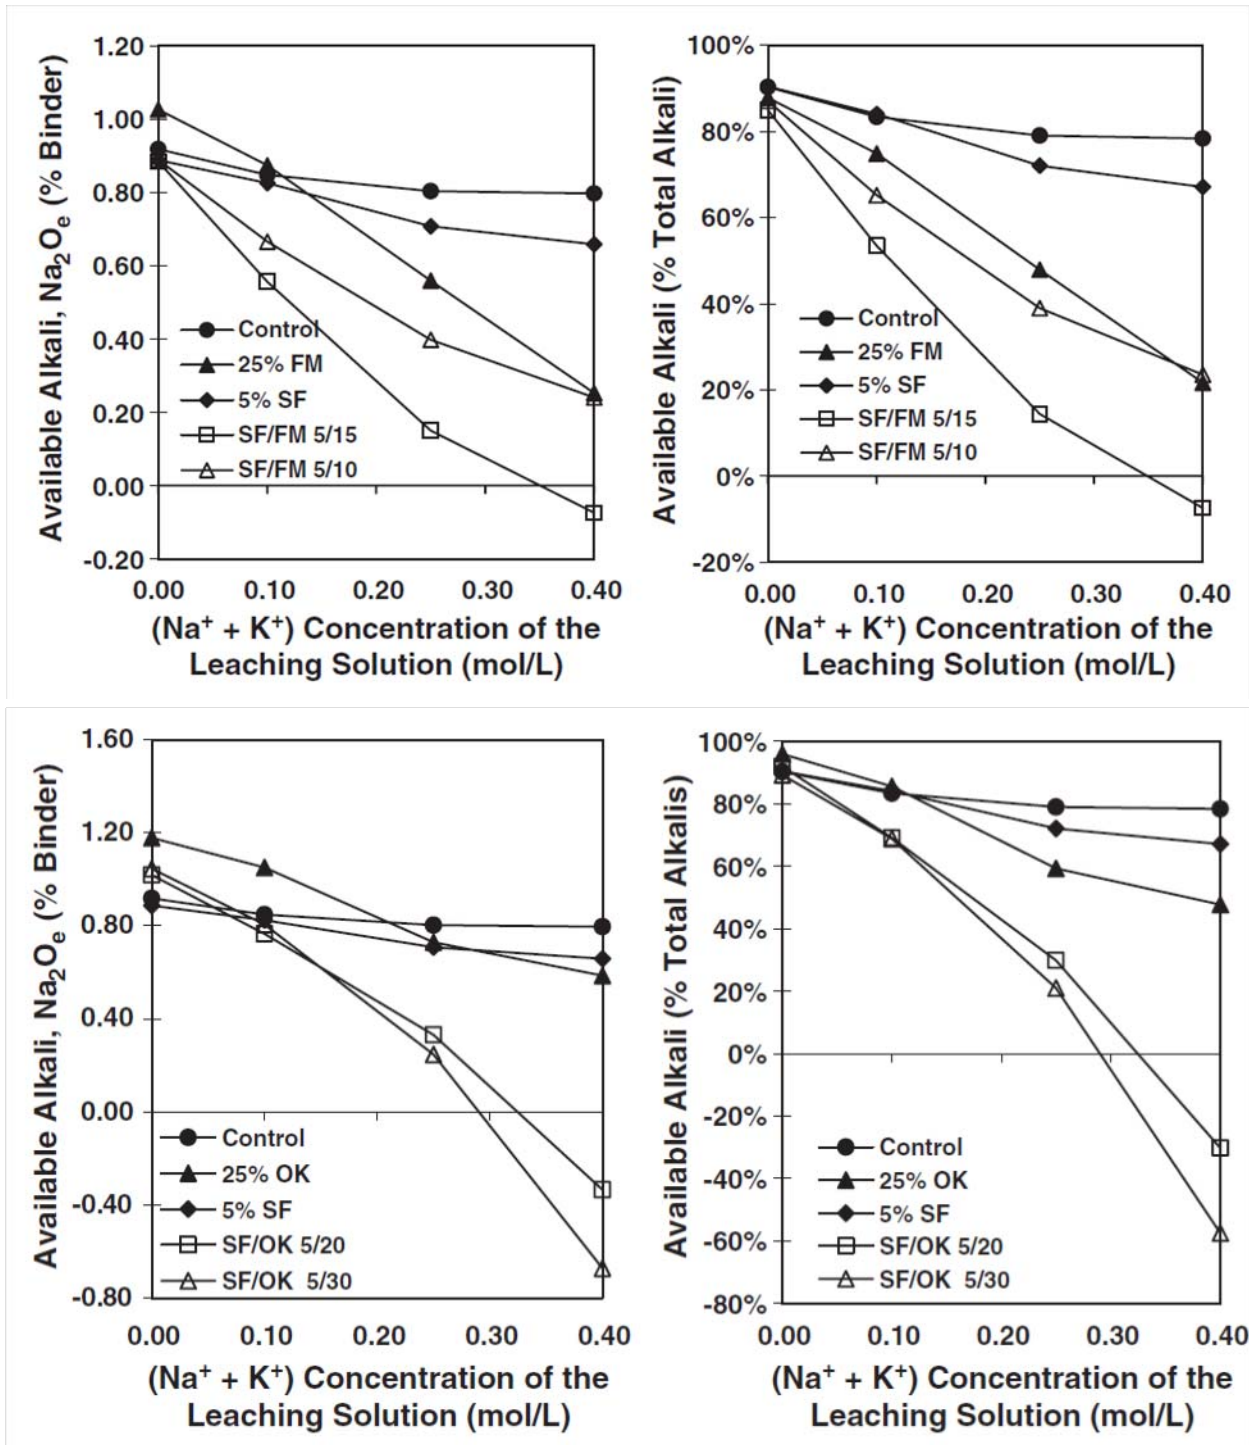 Available Alkali, Na₂Oₑ (% Binder)
1.20
1.00
0.80
0.60
0.40
0.20
0.00
-0.20
Control
25% FM
5% SF
SF/FM 5/15
SF/FM 5/10
0.00 0.10 0.20 0.30 0.40
(Na⁺ + K⁺) Concentration of the
Leaching Solution (mol/L)
Available Alkali (% Total Alkali)
100%
80%
60%
40%
20%
0%
-20%
Control
25% FM
5% SF
SF/FM 5/15
SF/FM 5/10
0.00 0.10 0.20 0.30 0.40
(Na⁺ + K⁺) Concentration of the
Leaching Solution (mol/L)
Available Alkali, Na₂Oₑ (% Binder)
1.60
1.20
0.80
0.40
0.00
-0.40
-0.80
Control
25% OK
5% SF
SF/OK 5/20
SF/OK 5/30
0.00 0.10 0.20 0.30 0.40
(Na⁺ + K⁺) Concentration of the
Leaching Solution (mol/L)
Available Alkali (% Total Alkalis)
100%
80%
60%
40%
20%
0%
-20%
-40%
-60%
-80%
Control
25% OK
5% SF
SF/OK 5/20
SF/OK 5/30
0.00 0.10 0.20 0.30 0.40
(Na⁺ + K⁺) Concentration of the
Leaching Solution (mol/L)